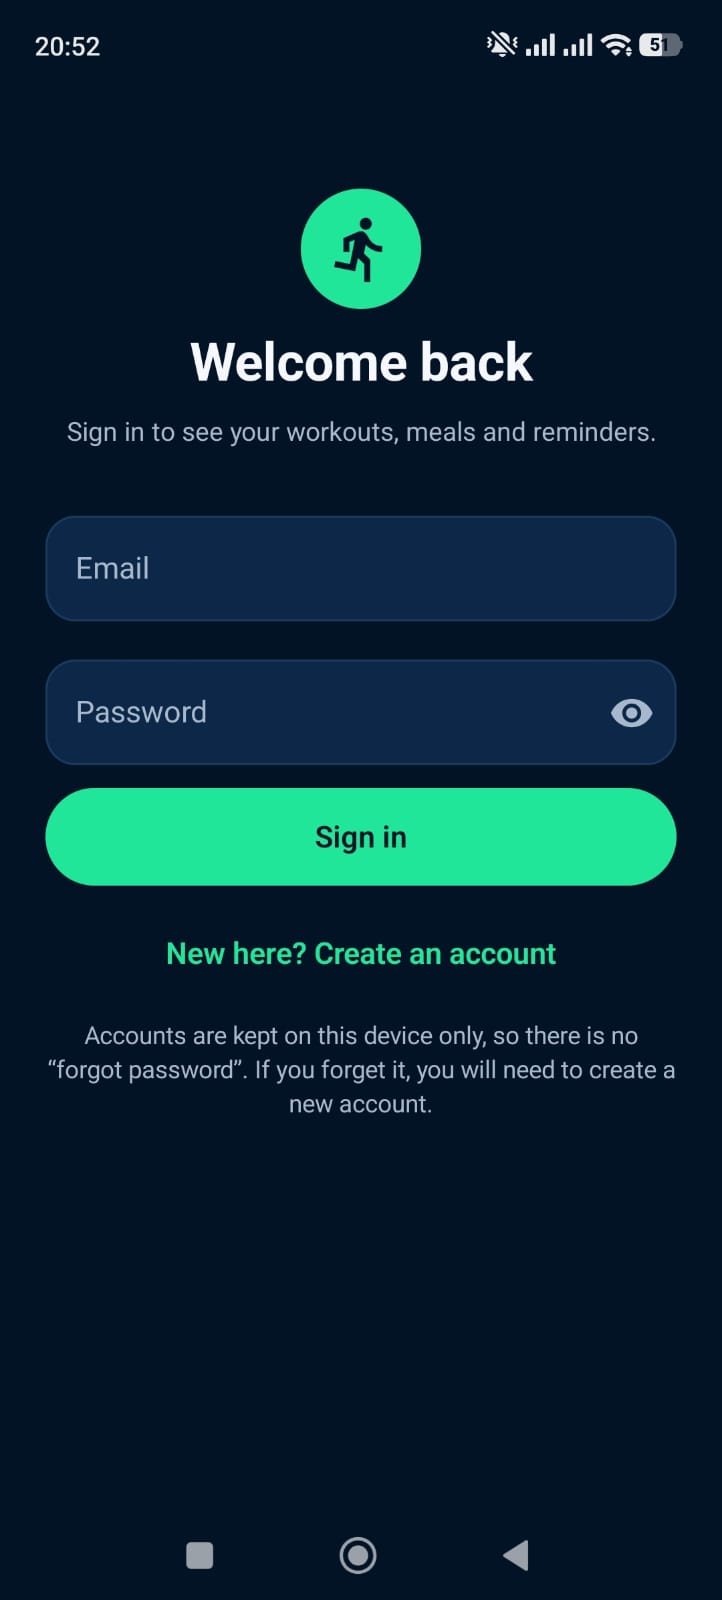 20:52
51
Welcome back
Sign in to see your workouts, meals and reminders.
Email
Password
Sign in
New here? Create an account
Accounts are kept on this device only, so there is no
“forgot password”. If you forget it, you will need to create a
new account.